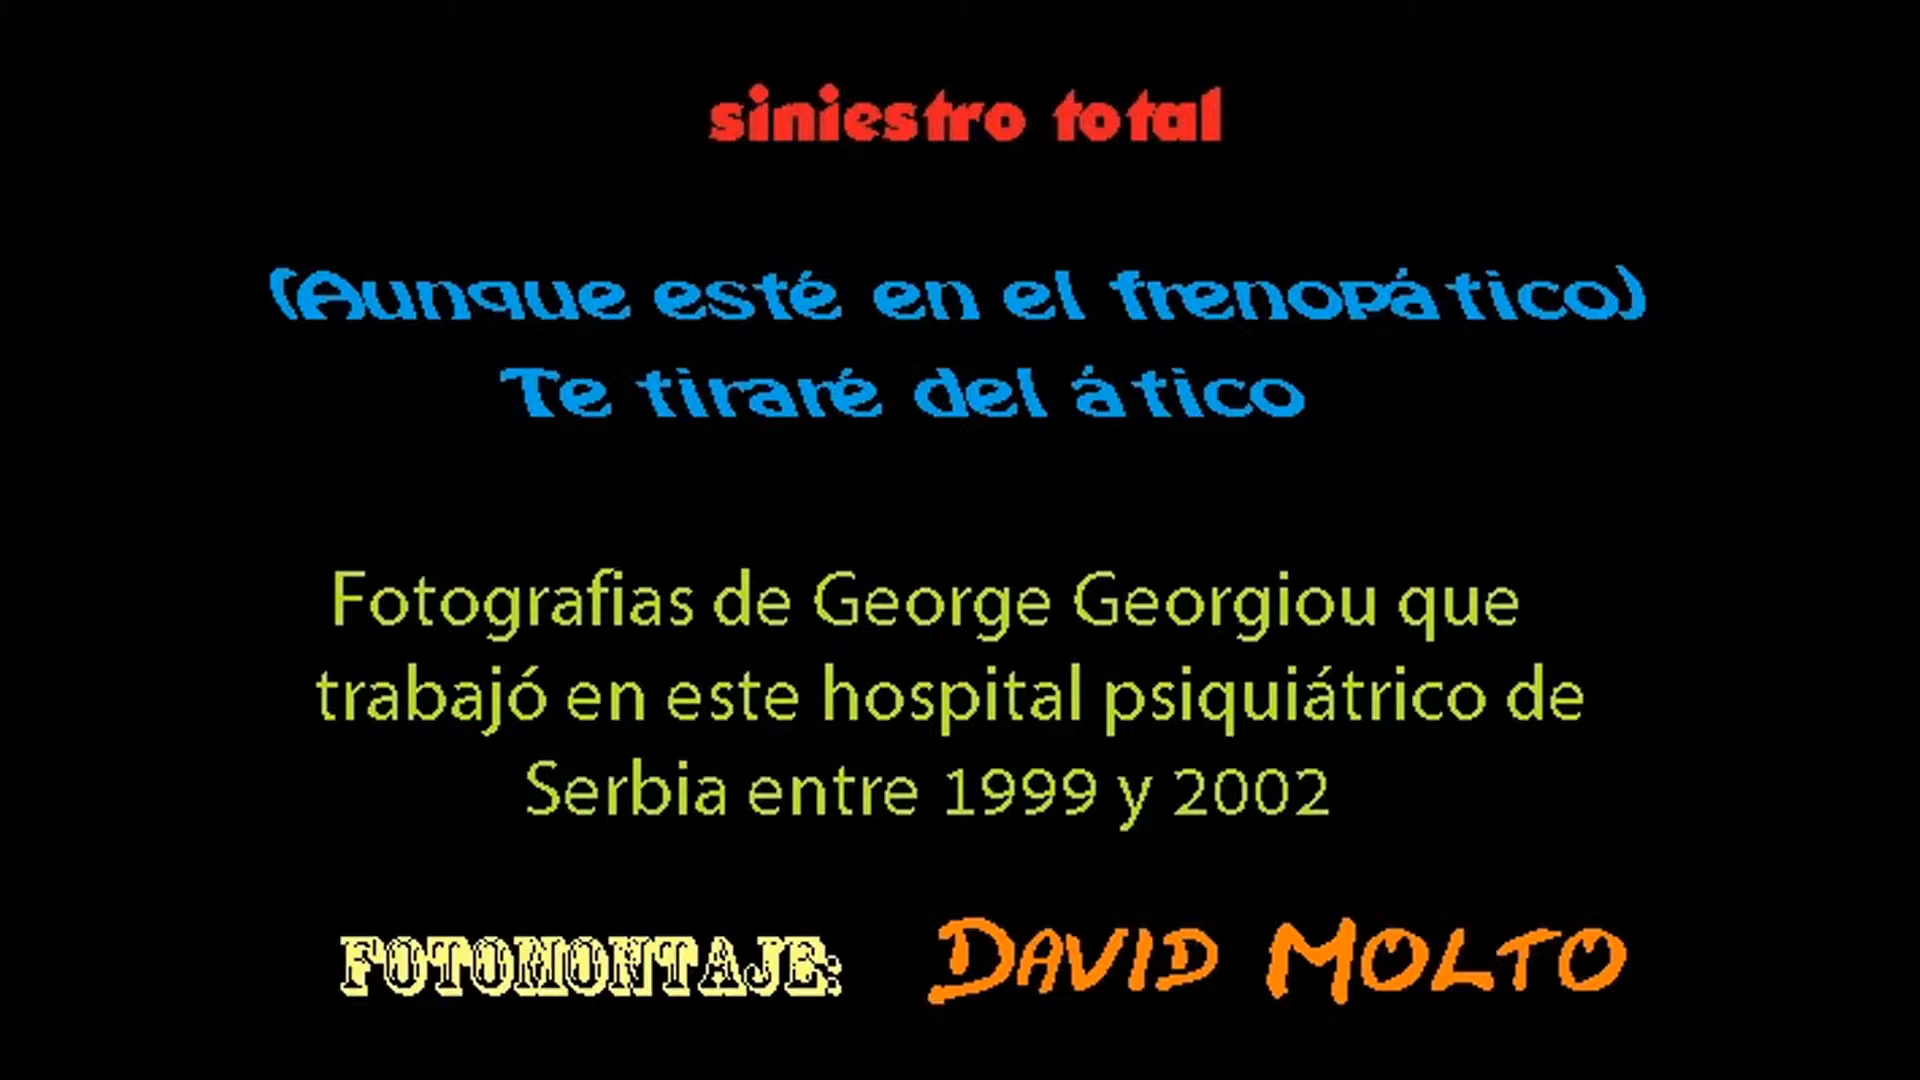 siniestro total
(Aunque esté en el frenopático)
Te tiraré del ático
Fotografias de George Georgiou que
trabajó en este hospital psiquiátrico de
Serbia entre 1999 y 2002
FOTOMONTAJE: DAVID MOLTO